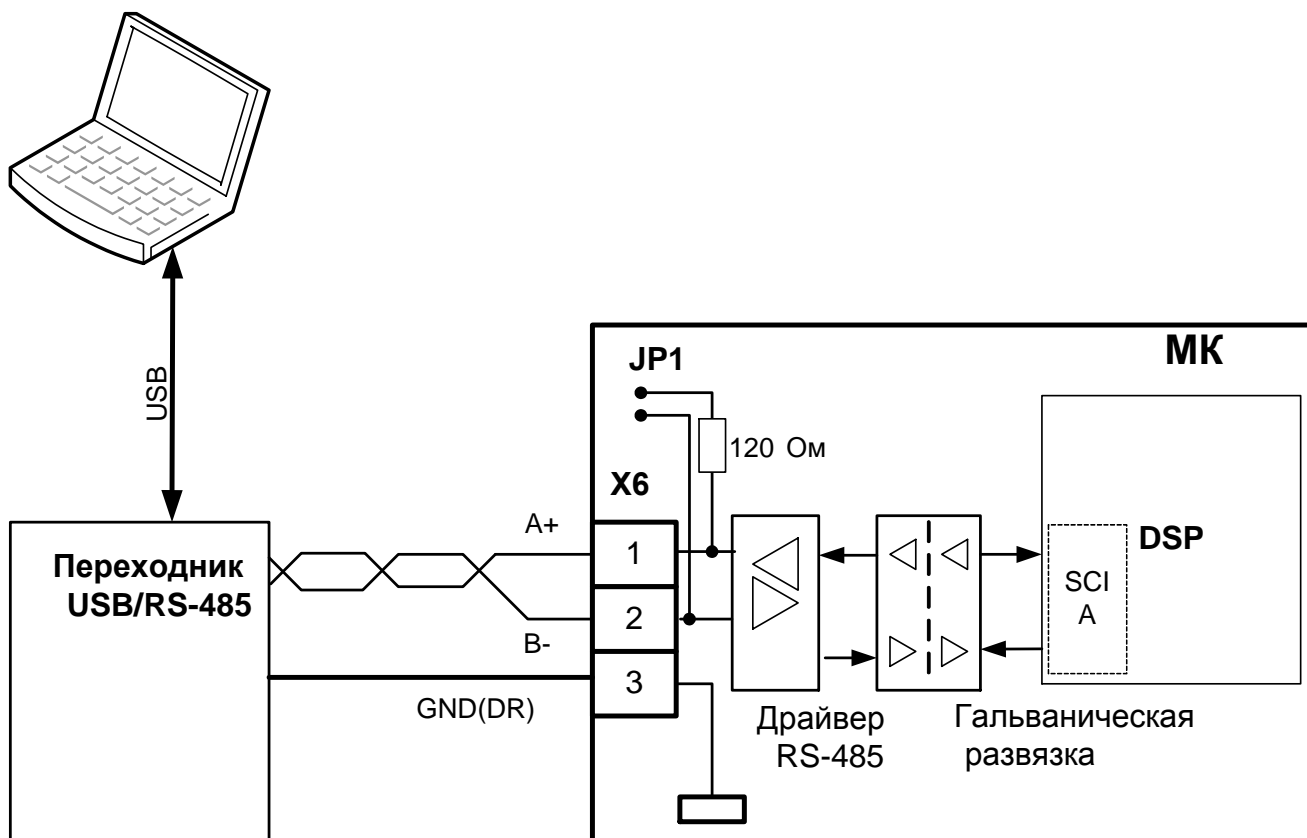 USB
МК
JP1
120 Ом
X6
A+
1
Переходник
USB/RS-485
DSP
SCI
A
2
B-
3
GND(DR)
Драйвер
RS-485
Гальваническая
развязка